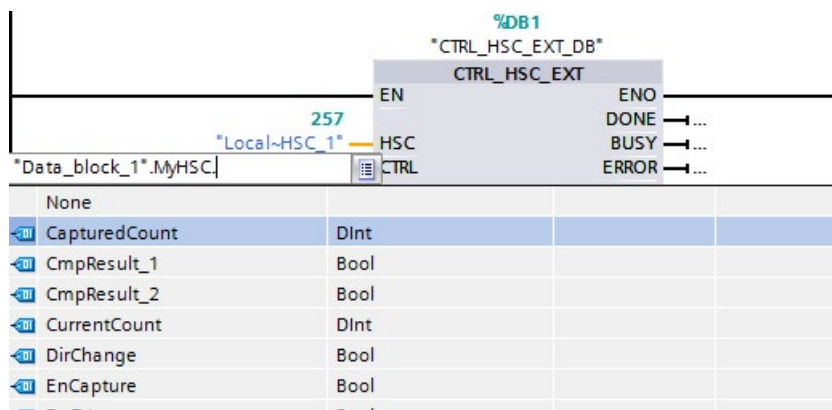 %DB1
"CTRL_HSC_EXT_DB"
CTRL_HSC_EXT
EN ENO
257 DONE ...
"Local~HSC_1" HSC BUSY ...
"Data_block_1".MyHSC. CTRL ERROR ...
None
CapturedCount DInt
CmpResult_1 Bool
CmpResult_2 Bool
CurrentCount DInt
DirChange Bool
EnCapture Bool